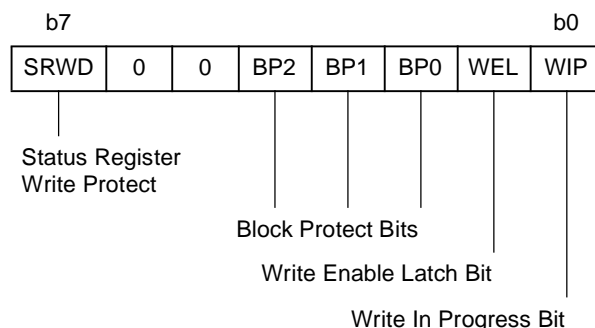 b7 b0
SRWD 0 0 BP2 BP1 BP0 WEL WIP
Status Register
Write Protect
Block Protect Bits
Write Enable Latch Bit
Write In Progress Bit